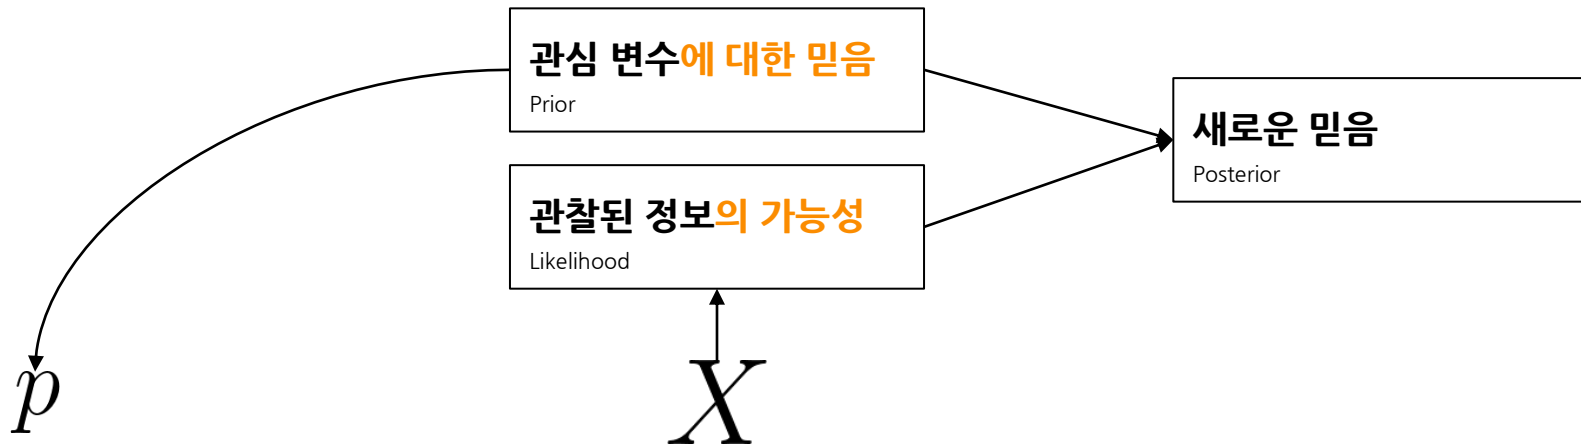 관심 변수에 대한 믿음
Prior
관찰된 정보의 가능성
Likelihood
새로운 믿음
Posterior
p
X